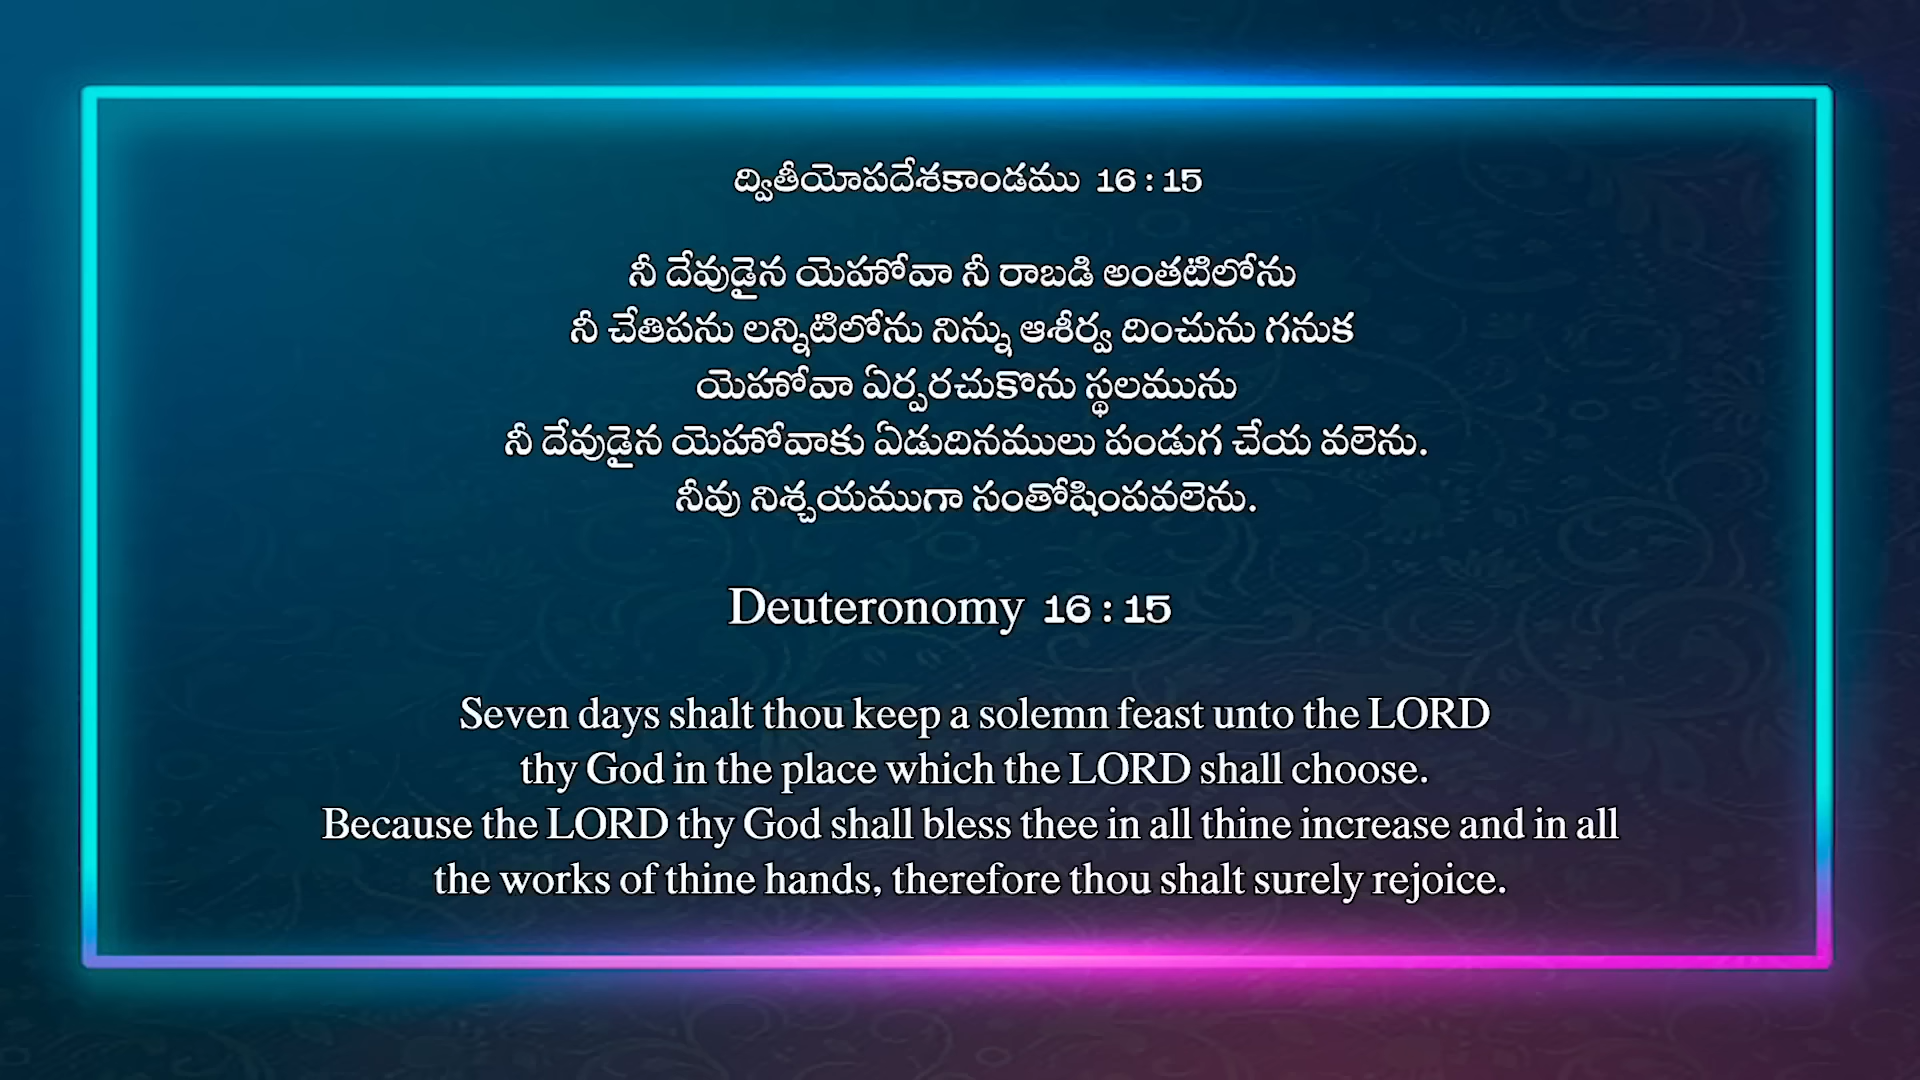 ద్వితీయోపదేశకాండము 16 : 15
నీ దేవుడైన యెహోవా నీ రాబడి అంతటిలోను
నీ చేతిపను లన్నిటిలోను నిన్ను ఆశీర్వ దించును గనుక
యెహోవా ఏర్పరచుకొను స్థలమును
నీ దేవుడైన యెహోవాకు ఏడుదినములు పండుగ చేయ వలెను.
నీవు నిశ్చయముగా సంతోషింపవలెను.
Deuteronomy 16 : 15
Seven days shalt thou keep a solemn feast unto the LORD
thy God in the place which the LORD shall choose.
Because the LORD thy God shall bless thee in all thine increase and in all
the works of thine hands, therefore thou shalt surely rejoice.